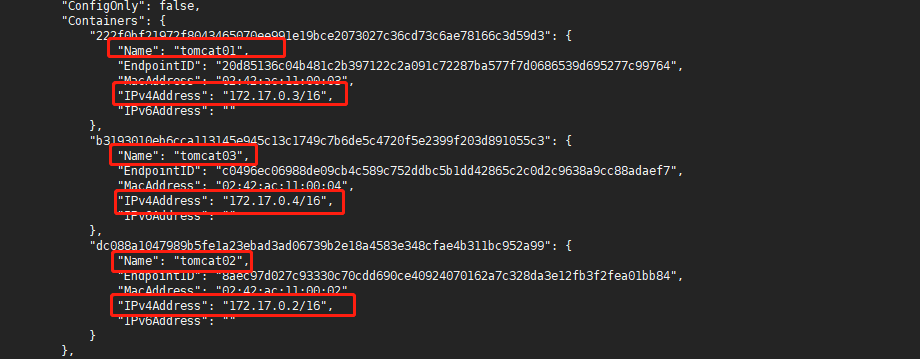 "ConfigOnly": false,
"Containers": {
"222f0bf21972f8043465070ee991e19bce2073027c36cd73c6ae78166c3d59d3": {
"Name": "tomcat01",
"EndpointID": "20d85136c04b481c2b397122c2a091c72287ba577f7d0686539d695277c99764",
"MacAddress": "02:42:ac:11:00:03",
"IPv4Address": "172.17.0.3/16",
"IPv6Address": ""
},
"b3193010eb6cca113145e945c13c1749c7b6de5c4720f5e2399f203d891055c3": {
"Name": "tomcat03",
"EndpointID": "c0496ec06988de09cb4c589c752ddbc5b1dd42865c2c0d2c9638a9cc88adaef7",
"MacAddress": "02:42:ac:11:00:04",
"IPv4Address": "172.17.0.4/16",
"IPv6Address": ""
},
"dc088a1047989b5fe1a23ebad3ad06739b2e18a4583e348cfae4b311bc952a99": {
"Name": "tomcat02",
"EndpointID": "8aec97d027c93330c70cdd690ce40924070162a7c328da3e12fb3f2fea01bb84",
"MacAddress": "02:42:ac:11:00:02",
"IPv4Address": "172.17.0.2/16",
"IPv6Address": ""
}
},